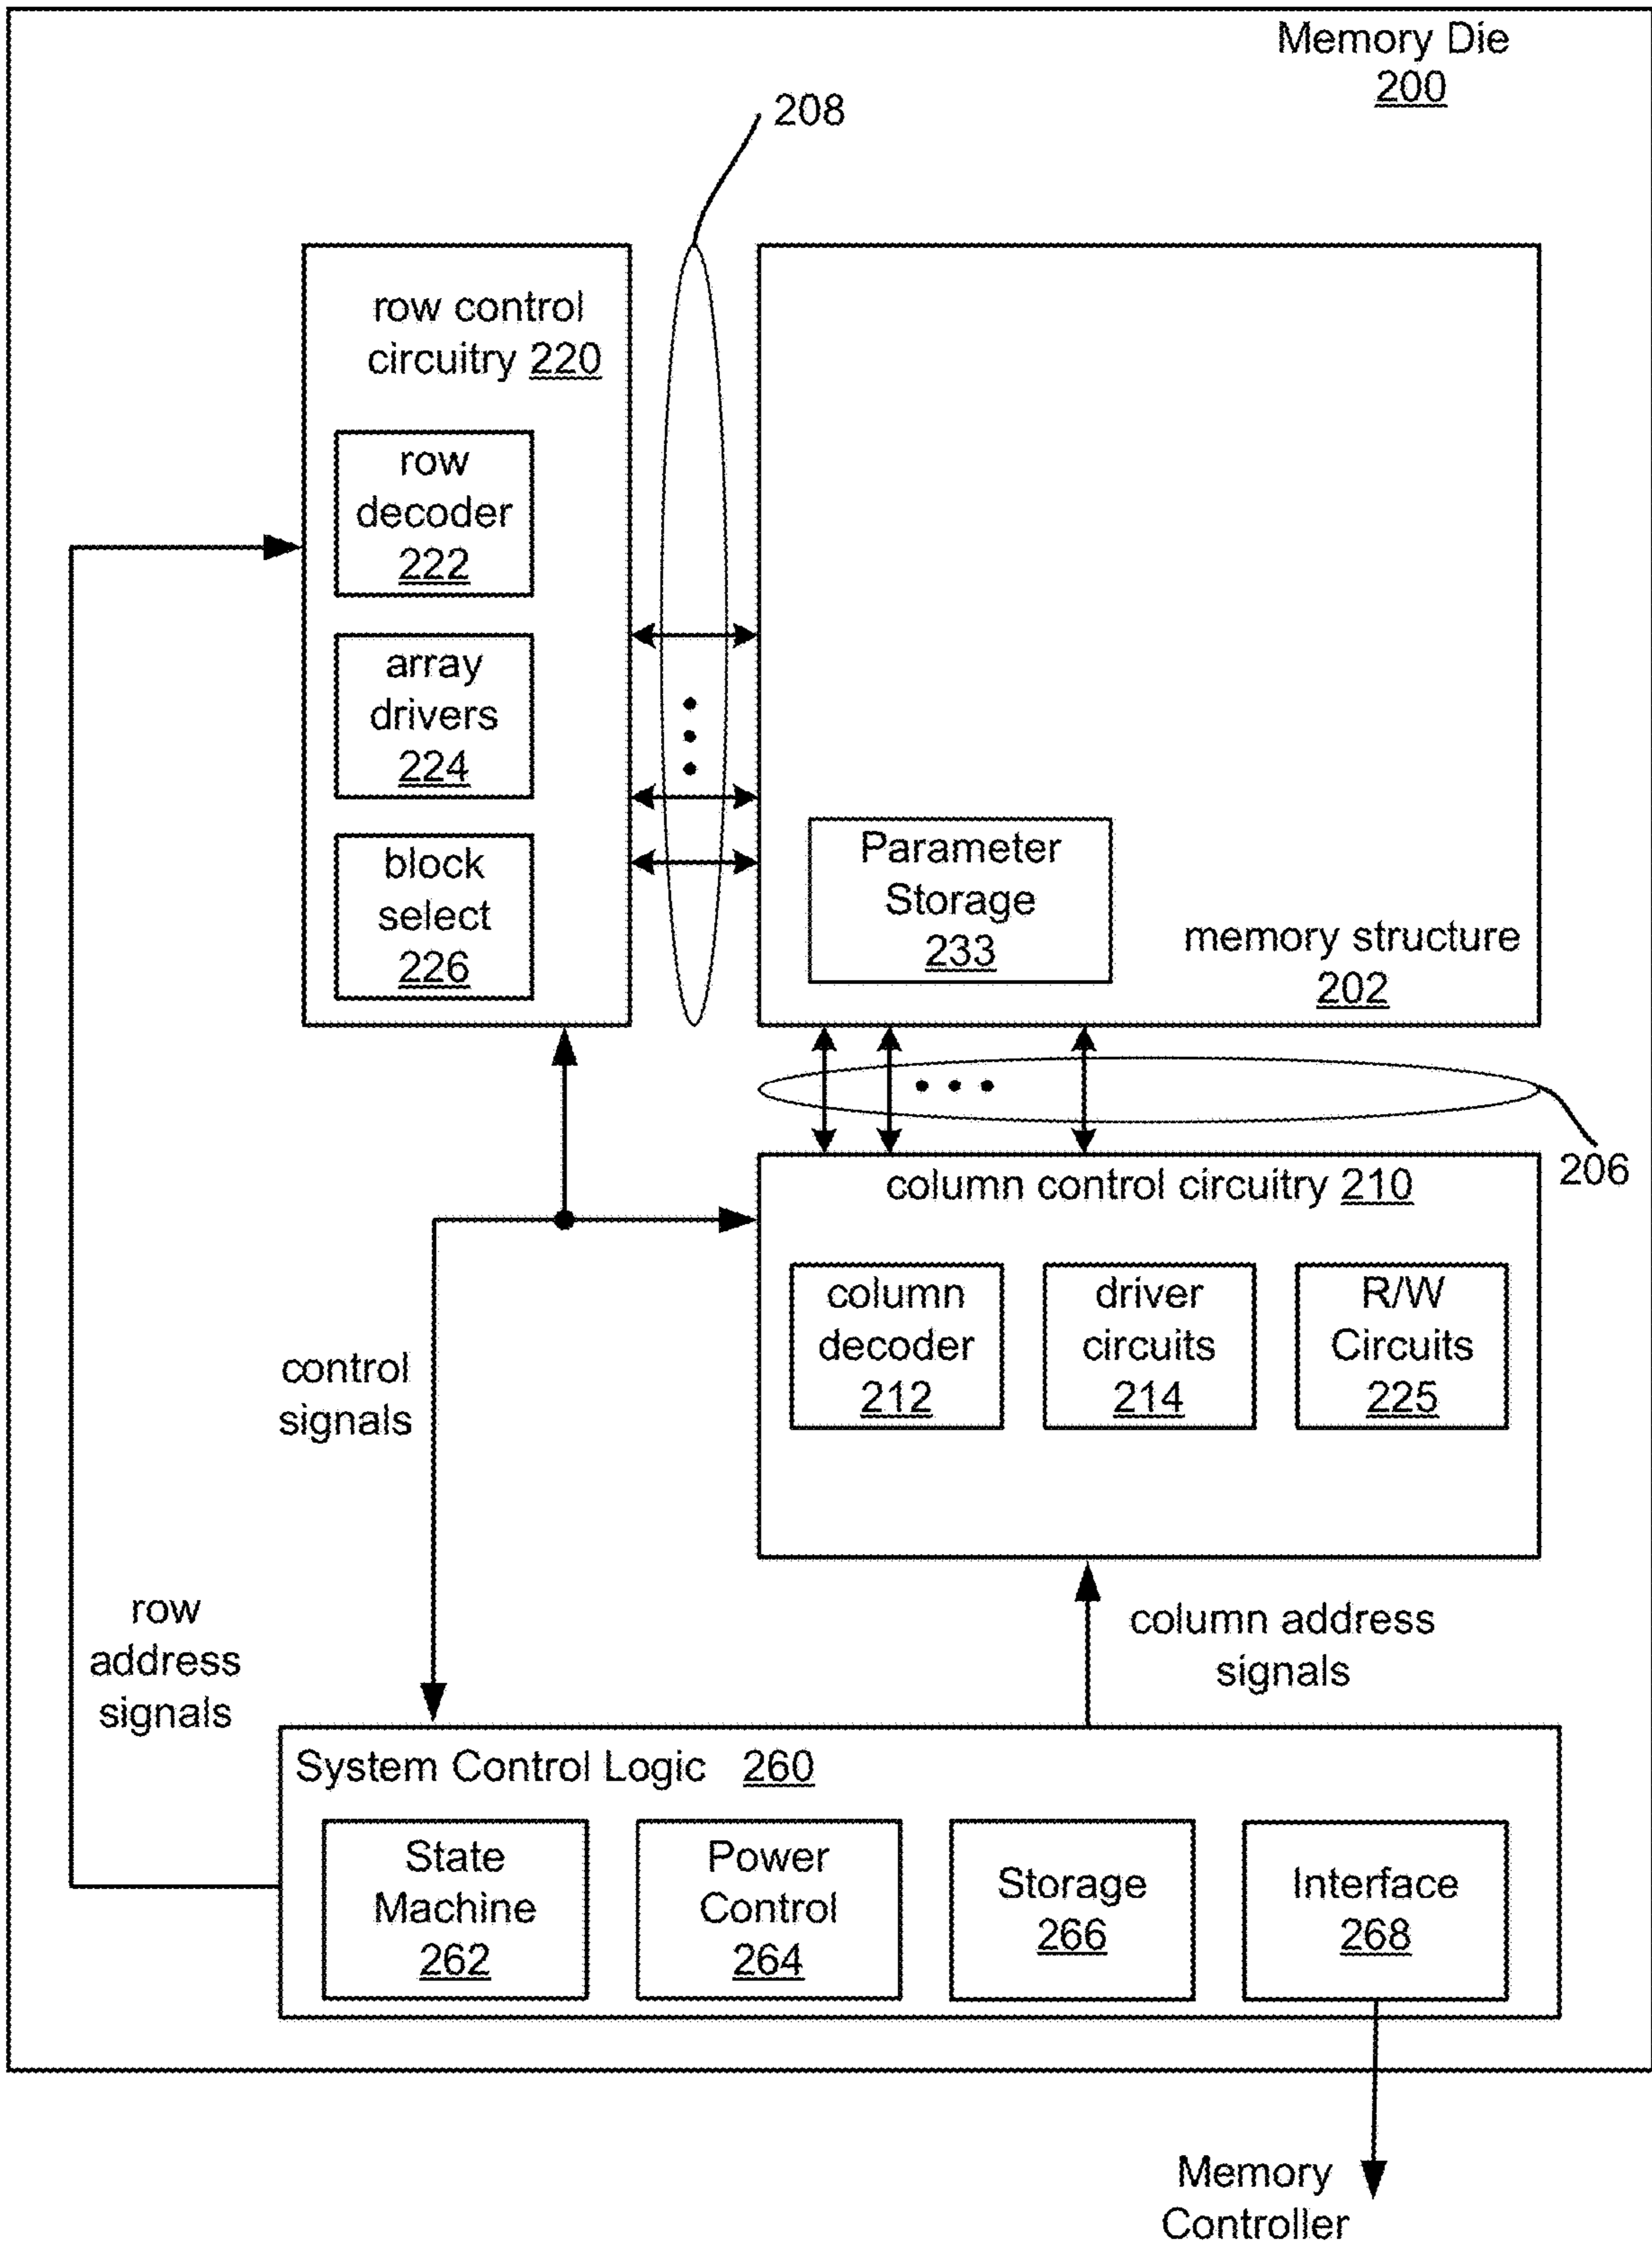 Memory Die
200
208
row control
circuitry 220
row
decoder
222
array
drivers
224
block
select
226
Parameter
Storage
233
memory structure
202
206
column control circuitry 210
column
decoder
212
driver
circuits
214
R/W
Circuits
225
control
signals
row
address
signals
column address
signals
System Control Logic 260
State
Machine
262
Power
Control
264
Storage
266
Interface
268
Memory
Controller